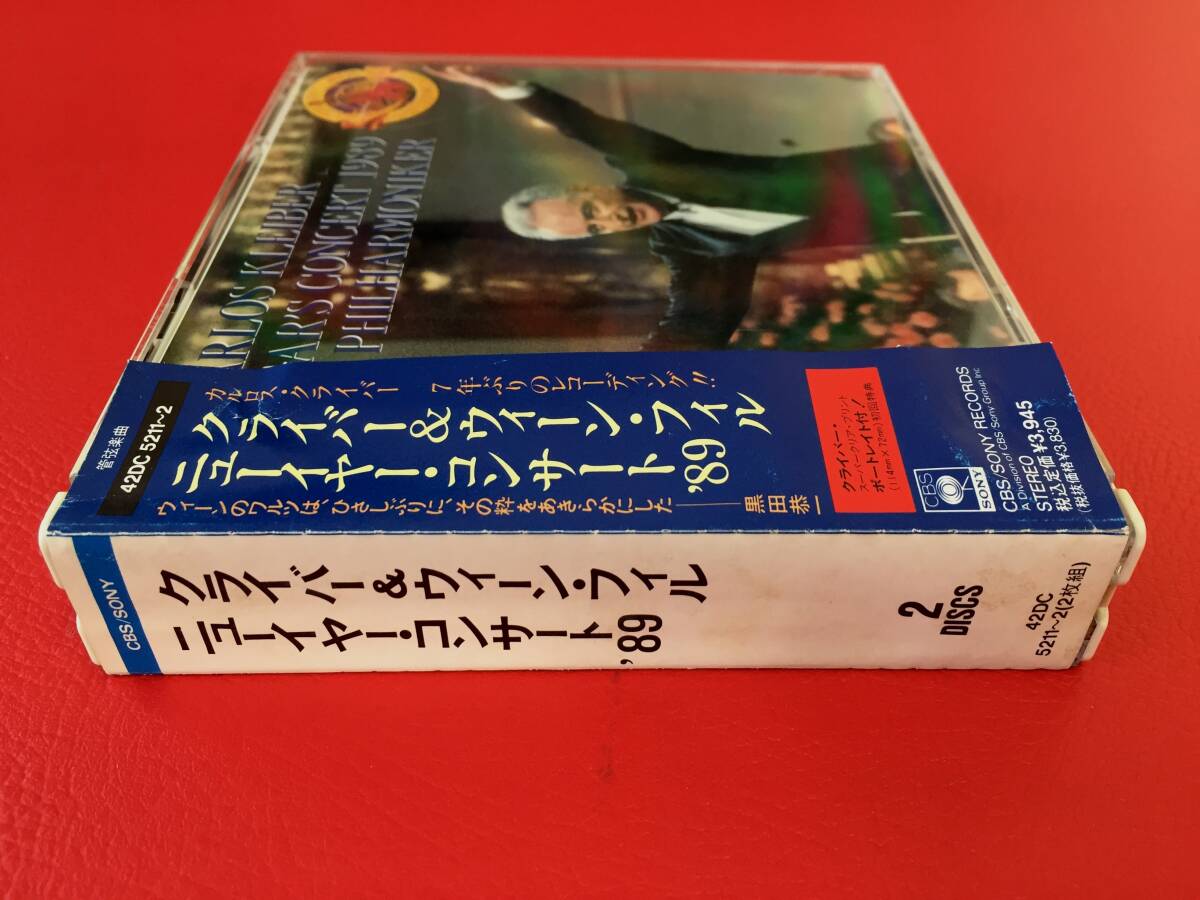 ARLOS KLEIBER
AR'S CONCERT 1989
PHILHARMONIKER
管弦楽曲
42DC 5211~2
カルロス・クライバー 7年ぶりのレコーディング!!
クライバー&ウィーン・フィル
ニューイヤー・コンサート'89
ウィーンのワルツは、ひさしぶりに、その粋をあきらかにした——黒田恭一
クライバー・
スーパークリア・プリント
ポートレイト付!
(114mm×72mm)初回特典
CBS
SONY
CBS/SONY RECORDS
A Division of CBS Sony Group Inc.
STEREO
税込定価¥3,945
(税抜価格¥3,830)
CBS/SONY
クライバー&ウィーン・フィル
ニューイヤー・コンサート'89
2
DISCS
42DC
5211~2(2枚組)